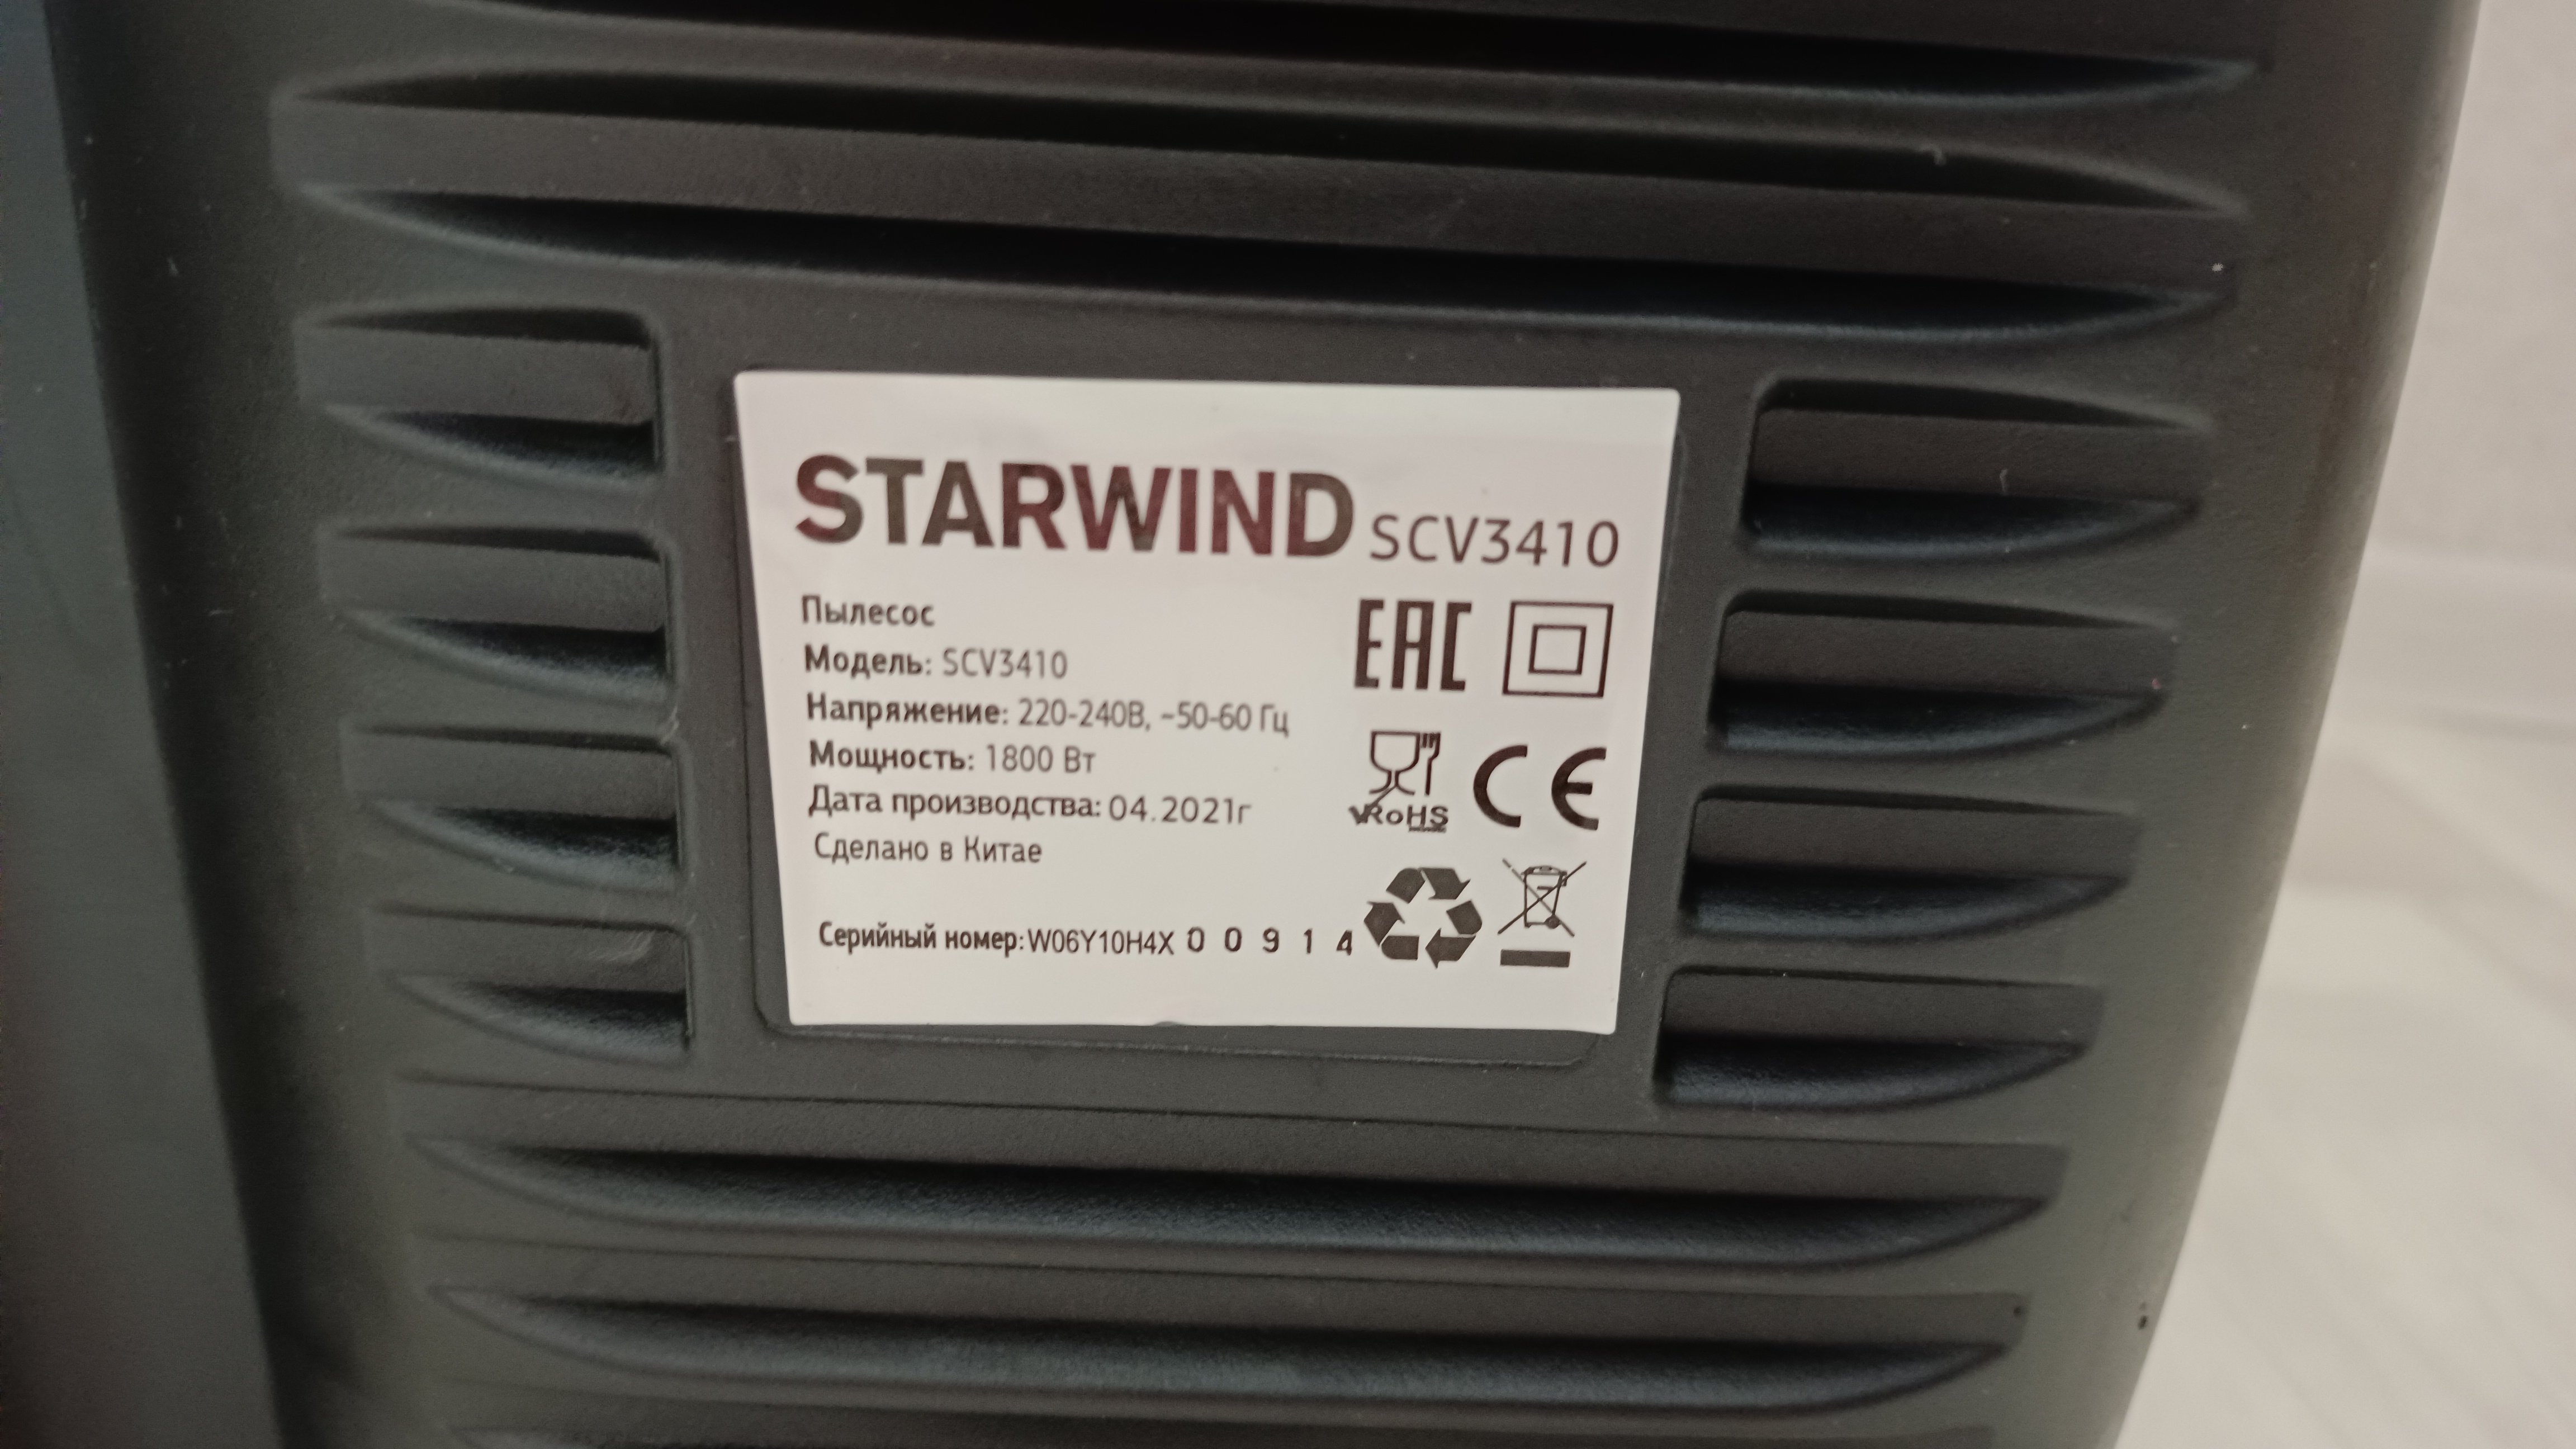 STARWIND SCV3410
Пылесос
Модель: SCV3410
Напряжение: 220-240В, ~50-60 Гц
Мощность: 1800 Вт
Дата производства: 04.2021г
Сделано в Китае
Серийный номер: W06Y10H4X 0 0 9 1 4
EAC
RoHS
CE